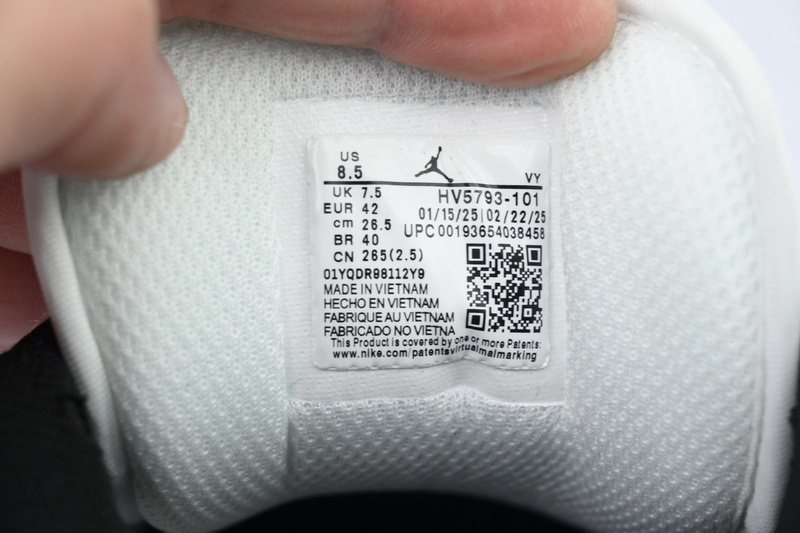 US
8.5
VY
UK 7.5
HV5793-101
EUR 42
01/15/25|02/22/25
cm 26.5
UPC00193654038458
BR 40
CN 265(2.5)
01YQDR98112Y9
MADE IN VIETNAM
HECHO EN VIETNAM
FABRIQUE AU VIETNAM
FABRICADO NO VIETNA
This Product is covered by one or more Patents:
www.nike.com/patentsvirtualmalmarking